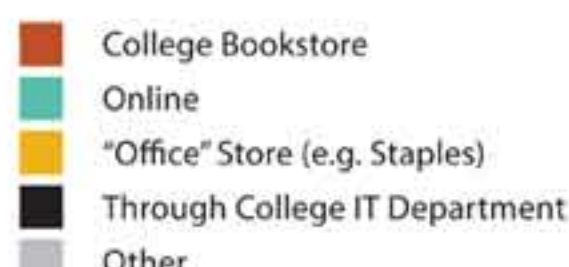 College Bookstore
Online
“Office” Store (e.g. Staples)
Through College IT Department
Other